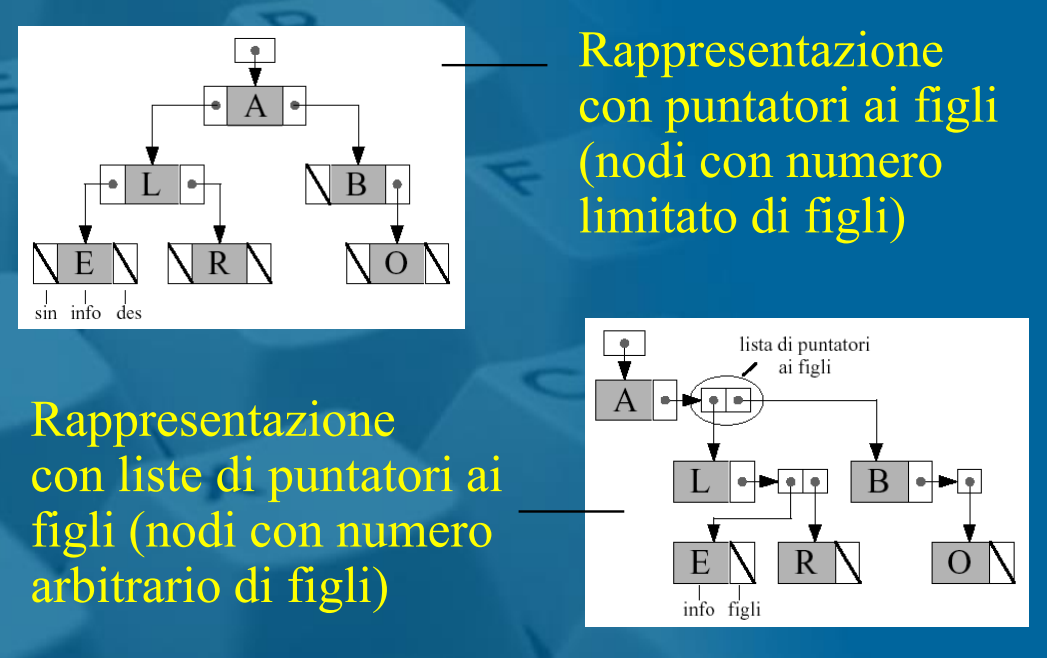 Rappresentazione
con puntatori ai figli
(nodi con numero
limitato di figli)
A
L
B
E
R
O
sin info des
lista di puntatori
ai figli
A
L
B
E
R
O
info figli
Rappresentazione
con liste di puntatori ai
figli (nodi con numero
arbitrario di figli)